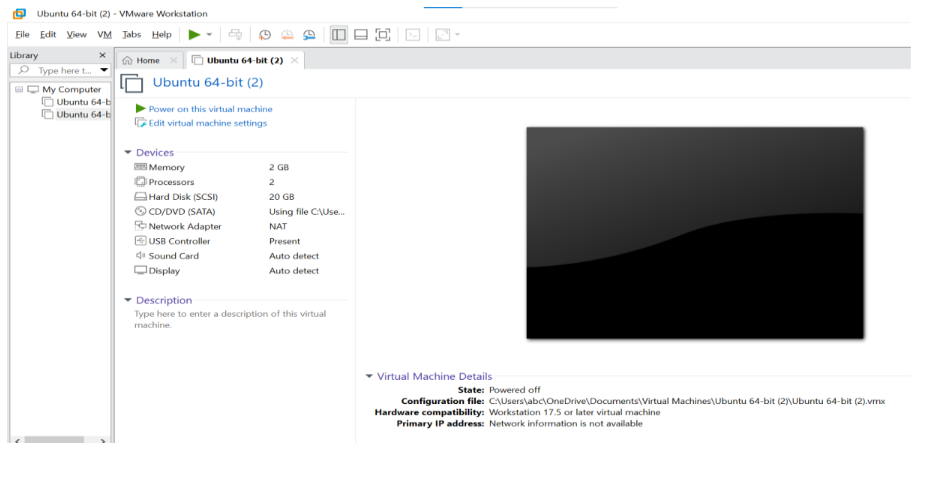 Ubuntu 64-bit (2) - VMware Workstation
File Edit View VM Tabs Help
Library ×
Type here t...
My Computer
Ubuntu 64-b
Ubuntu 64-b
Home × Ubuntu 64-bit (2) ×
Ubuntu 64-bit (2)
Power on this virtual machine
Edit virtual machine settings
Devices
Memory 2 GB
Processors 2
Hard Disk (SCSI) 20 GB
CD/DVD (SATA) Using file C:\Use...
Network Adapter NAT
USB Controller Present
Sound Card Auto detect
Display Auto detect
Description
Type here to enter a description of this virtual
machine.
Virtual Machine Details
State: Powered off
Configuration file: C:\Users\abc\OneDrive\Documents\Virtual Machines\Ubuntu 64-bit (2)\Ubuntu 64-bit (2).vmx
Hardware compatibility: Workstation 17.5 or later virtual machine
Primary IP address: Network information is not available